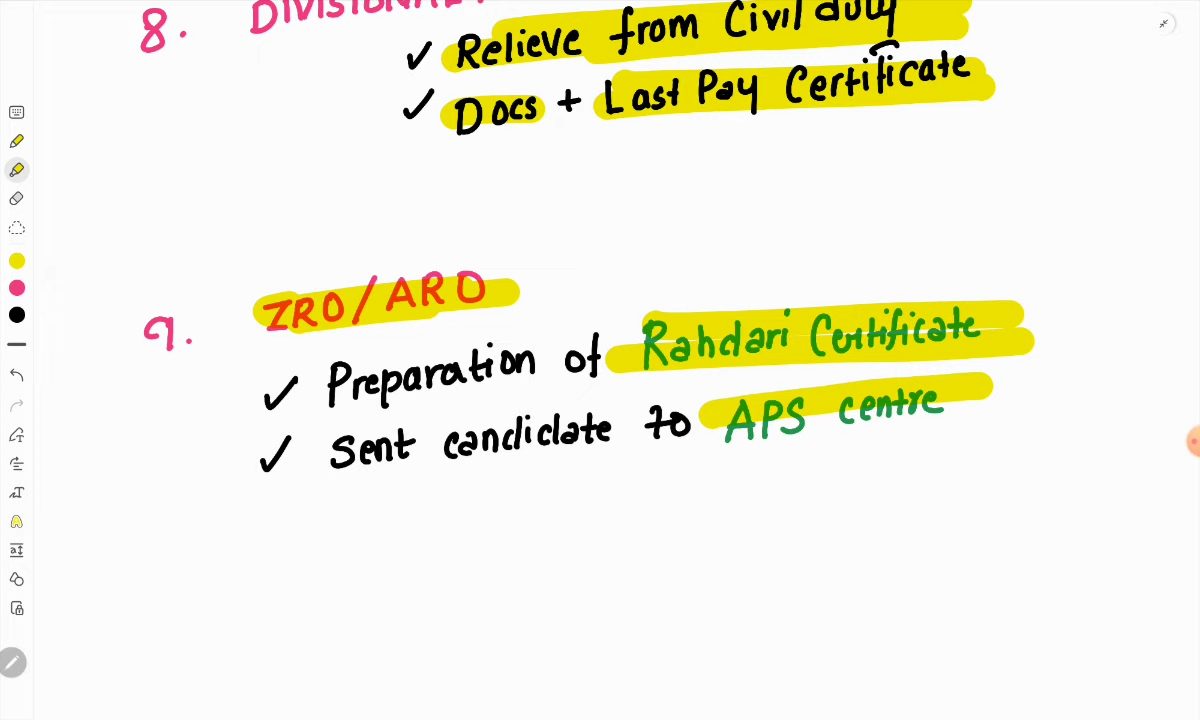 8. DIVISIONAL
✓ Relieve from Civil duty
✓ Docs + Last Pay Certificate
9. ZRO/ARO
✓ Preparation of Rahdari Certificate
✓ Sent candidate to APS centre